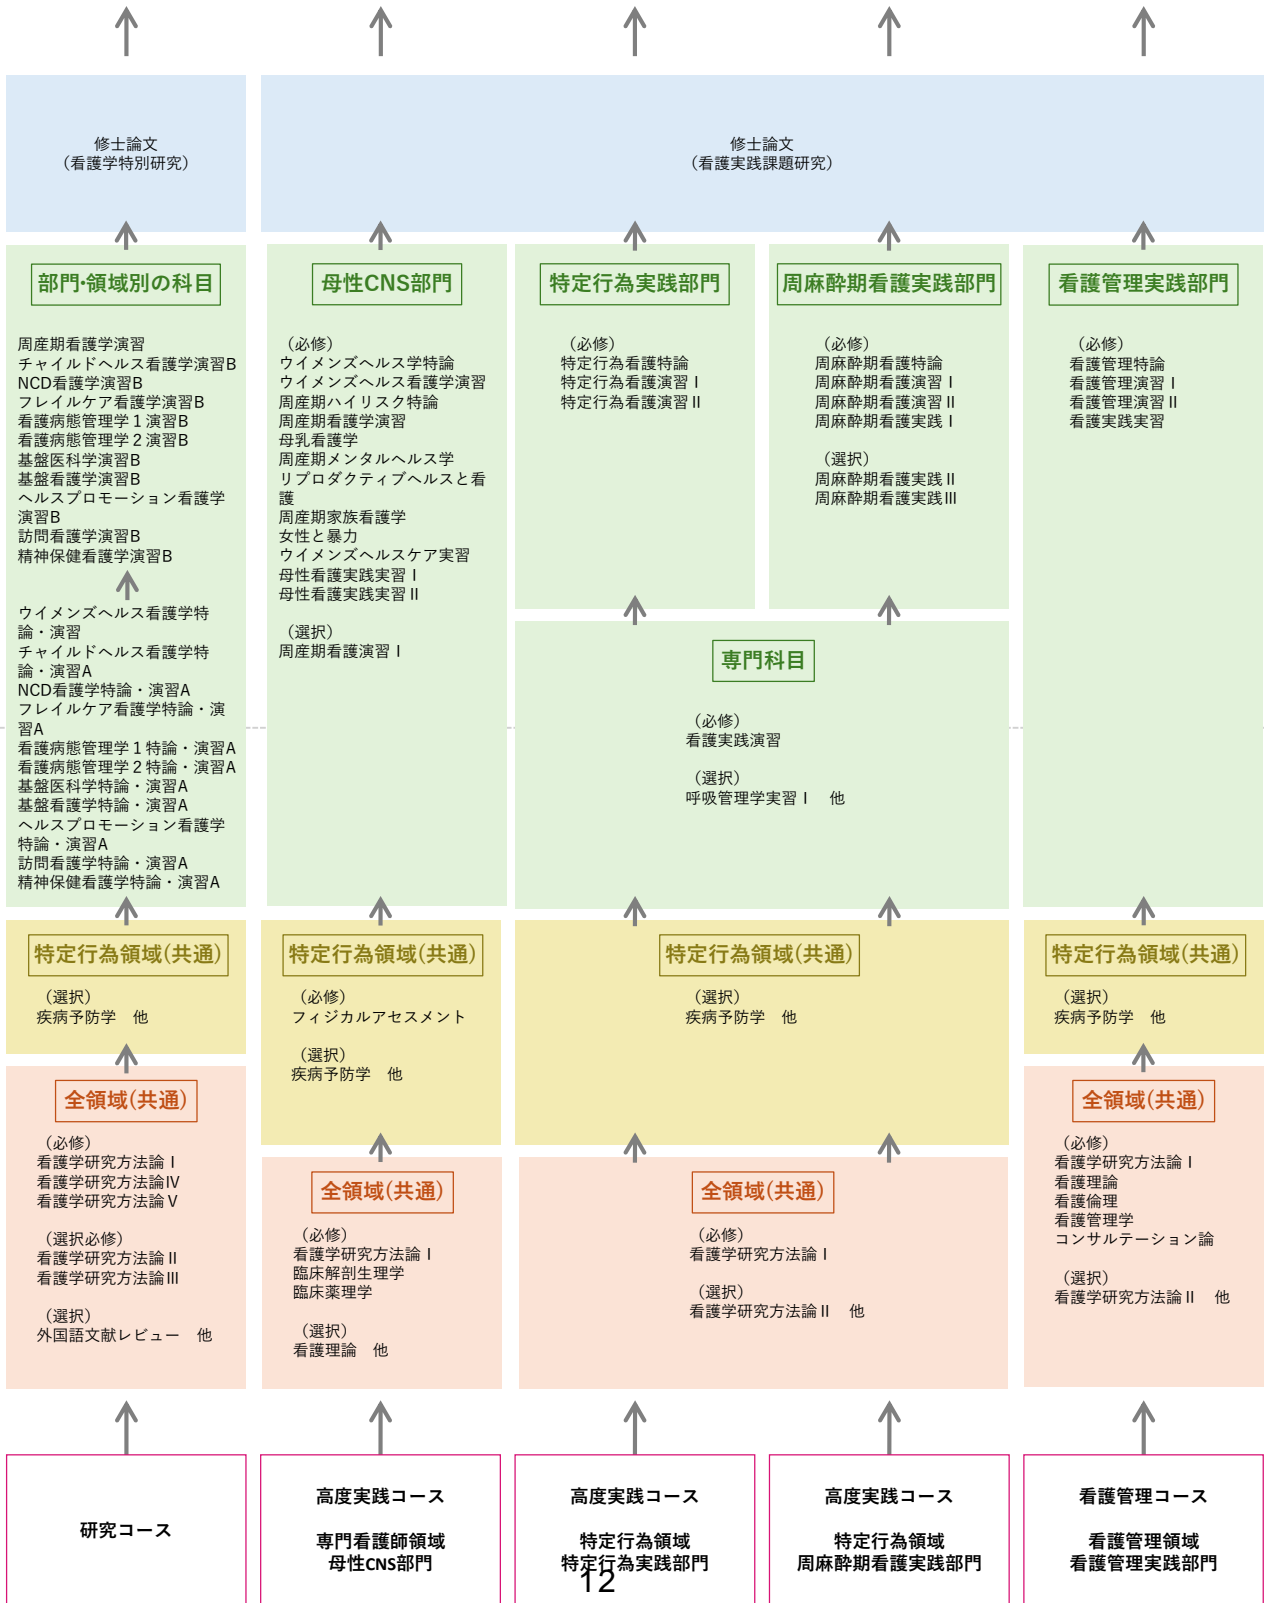 修士論文
（看護学特別研究）
修士論文
（看護実践課題研究）
部門・領域別の科目
周産期看護学演習
チャイルドヘルス看護学演習B
NCD看護学演習B
フレイルケア看護学演習B
看護病態管理学１演習B
看護病態管理学２演習B
基盤医科学演習B
基盤看護学演習B
ヘルスプロモーション看護学
演習B
訪問看護学演習B
精神保健看護学演習B
ウイメンズヘルス看護学特
論・演習
チャイルドヘルス看護学特
論・演習A
NCD看護学特論・演習A
フレイルケア看護学特論・演
習A
看護病態管理学１特論・演習A
看護病態管理学２特論・演習A
基盤医科学特論・演習A
基盤看護学特論・演習A
ヘルスプロモーション看護学
特論・演習A
訪問看護学特論・演習A
精神保健看護学特論・演習A
母性CNS部門
（必修）
ウイメンズヘルス学特論
ウイメンズヘルス看護学演習
周産期ハイリスク特論
周産期看護学演習
母乳看護学
周産期メンタルヘルス学
リプロダクティブヘルスと看
護
周産期家族看護学
女性と暴力
ウイメンズヘルスケア実習
母性看護実践実習Ⅰ
母性看護実践実習Ⅱ
（選択）
周産期看護演習Ⅰ
特定行為実践部門
（必修）
特定行為看護特論
特定行為看護演習Ⅰ
特定行為看護演習Ⅱ
周麻酔期看護実践部門
（必修）
周麻酔期看護特論
周麻酔期看護演習Ⅰ
周麻酔期看護演習Ⅱ
周麻酔期看護実践Ⅰ
（選択）
周麻酔期看護実践Ⅱ
周麻酔期看護実践Ⅲ
看護管理実践部門
（必修）
看護管理特論
看護管理演習Ⅰ
看護管理演習Ⅱ
看護実践実習
専門科目
（必修）
看護実践演習
（選択）
呼吸管理学実習Ⅰ　他
特定行為領域(共通)
（選択）
疾病予防学　他
特定行為領域(共通)
（必修）
フィジカルアセスメント
（選択）
疾病予防学　他
特定行為領域(共通)
（選択）
疾病予防学　他
特定行為領域(共通)
（選択）
疾病予防学　他
全領域(共通)
（必修）
看護学研究方法論Ⅰ
看護学研究方法論Ⅳ
看護学研究方法論Ⅴ
（選択必修）
看護学研究方法論Ⅱ
看護学研究方法論Ⅲ
（選択）
外国語文献レビュー　他
全領域(共通)
（必修）
看護学研究方法論Ⅰ
臨床解剖生理学
臨床薬理学
（選択）
看護理論　他
全領域(共通)
（必修）
看護学研究方法論Ⅰ
（選択）
看護学研究方法論Ⅱ　他
全領域(共通)
（必修）
看護学研究方法論Ⅰ
看護理論
看護倫理
看護管理学
コンサルテーション論
（選択）
看護学研究方法論Ⅱ　他
研究コース
高度実践コース
専門看護師領域
母性CNS部門
高度実践コース
特定行為領域
特定行為実践部門
高度実践コース
特定行為領域
周麻酔期看護実践部門
看護管理コース
看護管理領域
看護管理実践部門
12